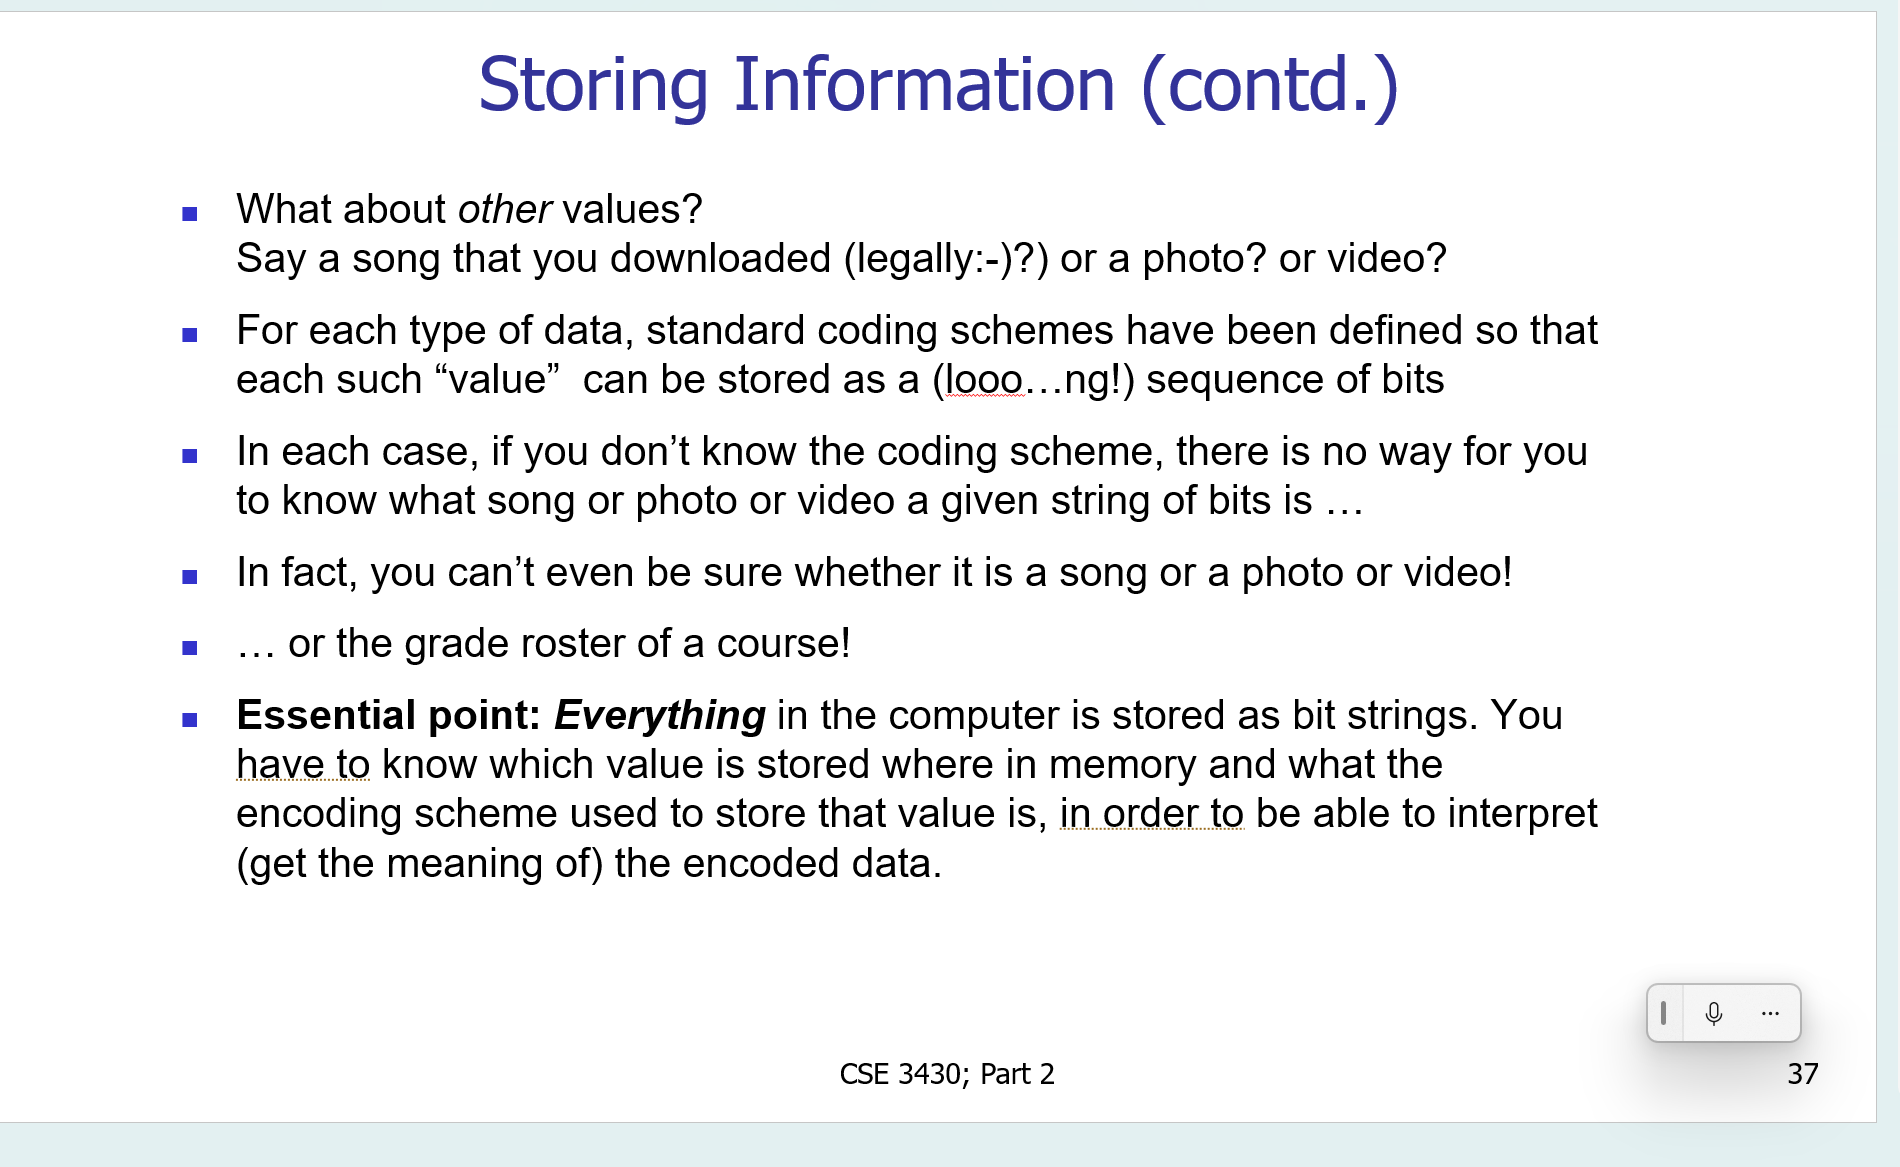 Storing Information (contd.)
What about other values?
Say a song that you downloaded (legally:-)?) or a photo? or video?
For each type of data, standard coding schemes have been defined so that
each such “value”  can be stored as a (looo…ng!) sequence of bits
In each case, if you don’t know the coding scheme, there is no way for you
to know what song or photo or video a given string of bits is …
In fact, you can’t even be sure whether it is a song or a photo or video!
… or the grade roster of a course!
Essential point: Everything in the computer is stored as bit strings. You
have to know which value is stored where in memory and what the
encoding scheme used to store that value is, in order to be able to interpret
(get the meaning of) the encoded data.
CSE 3430; Part 2
37